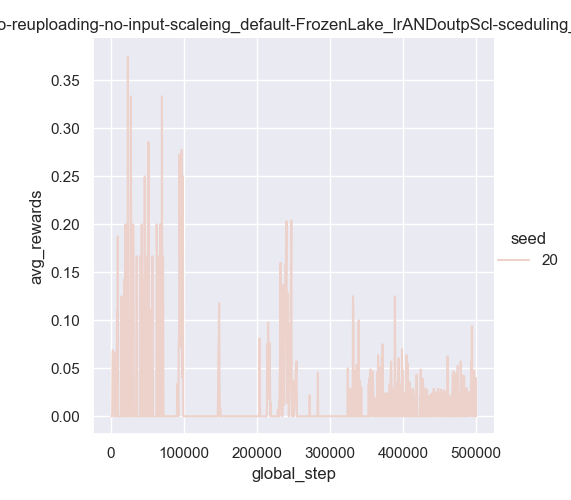 o-reuploading-no-input-scaleing_default-FrozenLake_lrANDoutpScl-sceduling_
avg_rewards
0.35
0.30
0.25
0.20
0.15
0.10
0.05
0.00
0 100000 200000 300000 400000 500000
global_step
seed
20